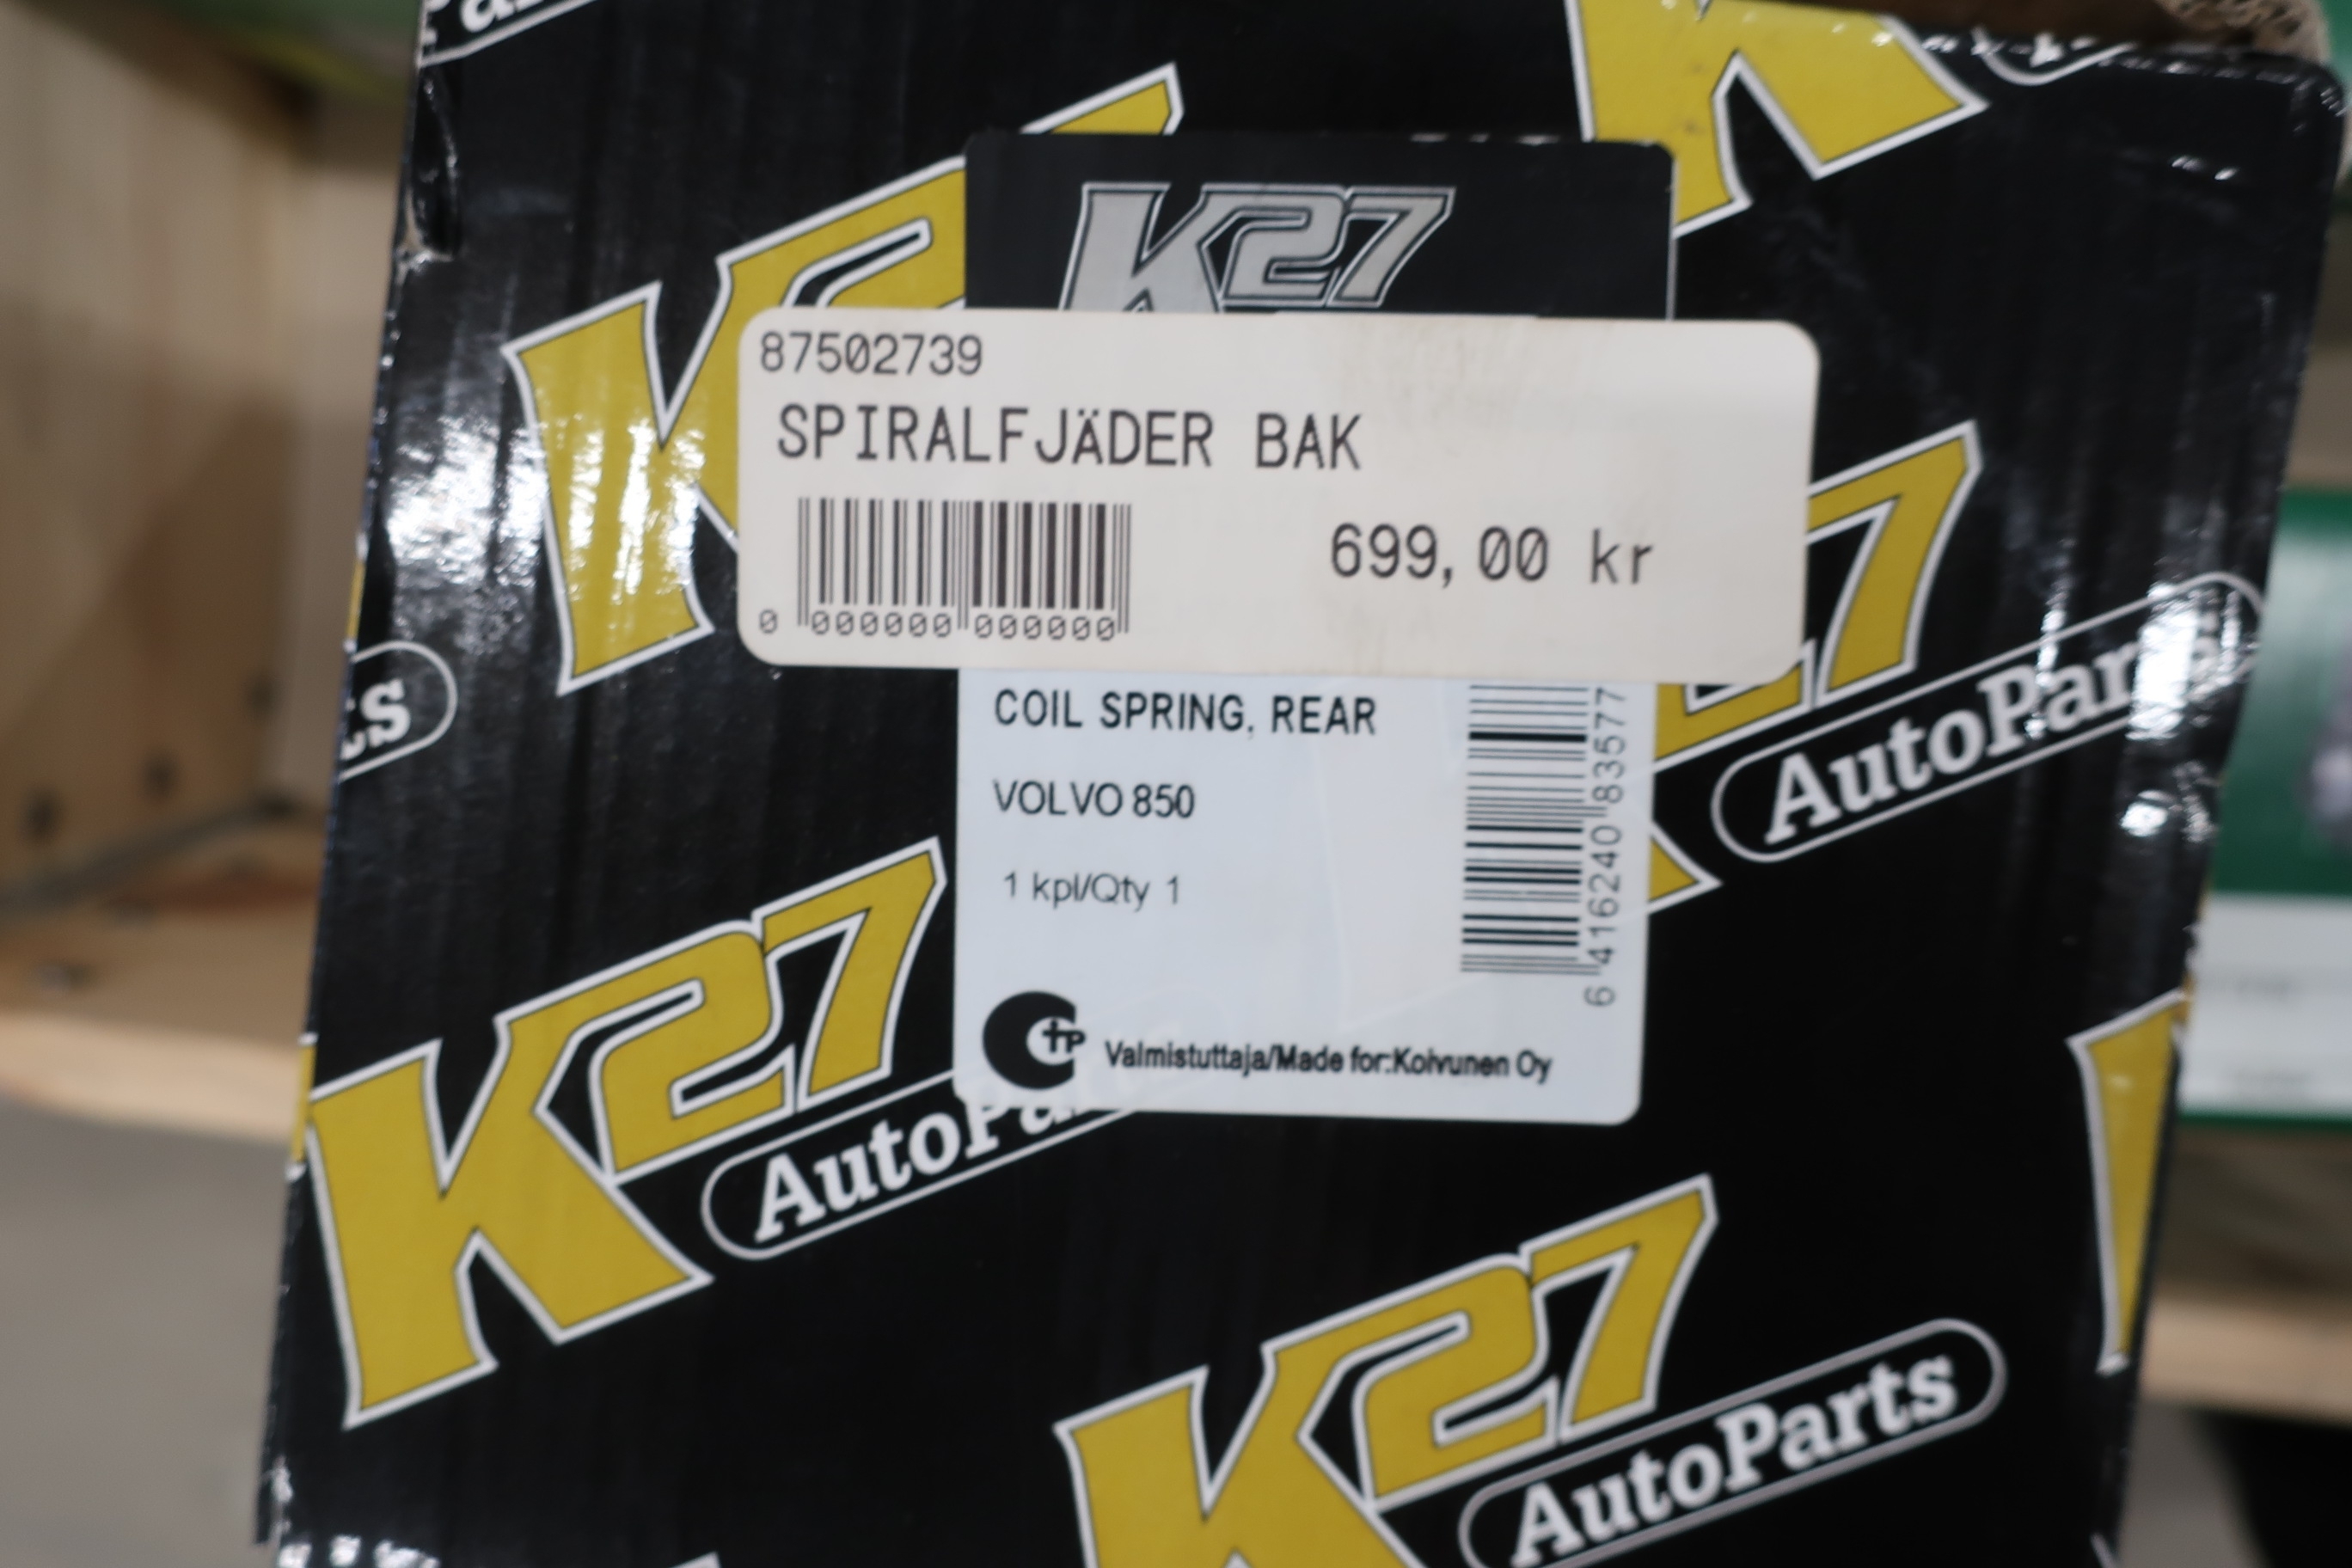 K27
87502739
SPIRALFJÄDER BAK
699,00 kr
0 000000 000000
COIL SPRING, REAR
VOLVO 850
1 kpl/Qty 1
6 416240 83577
Valmistuttaja/Made for:Koivunen Oy
AutoParts
K27
AutoParts
K27
AutoParts